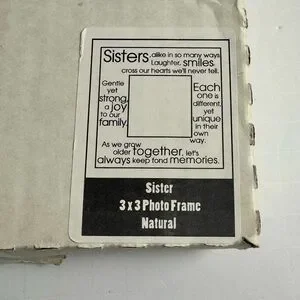 Sisters, alike in so many ways
Laughter, smiles
cross our hearts we'll never tell.
Each
one is
different,
yet
unique
in their
own
way.
Gentle
yet
strong,
a joy
to our
family.
As we grow
older together, let's
always keep fond memories.
Sister
3 x 3 Photo Frame
Natural